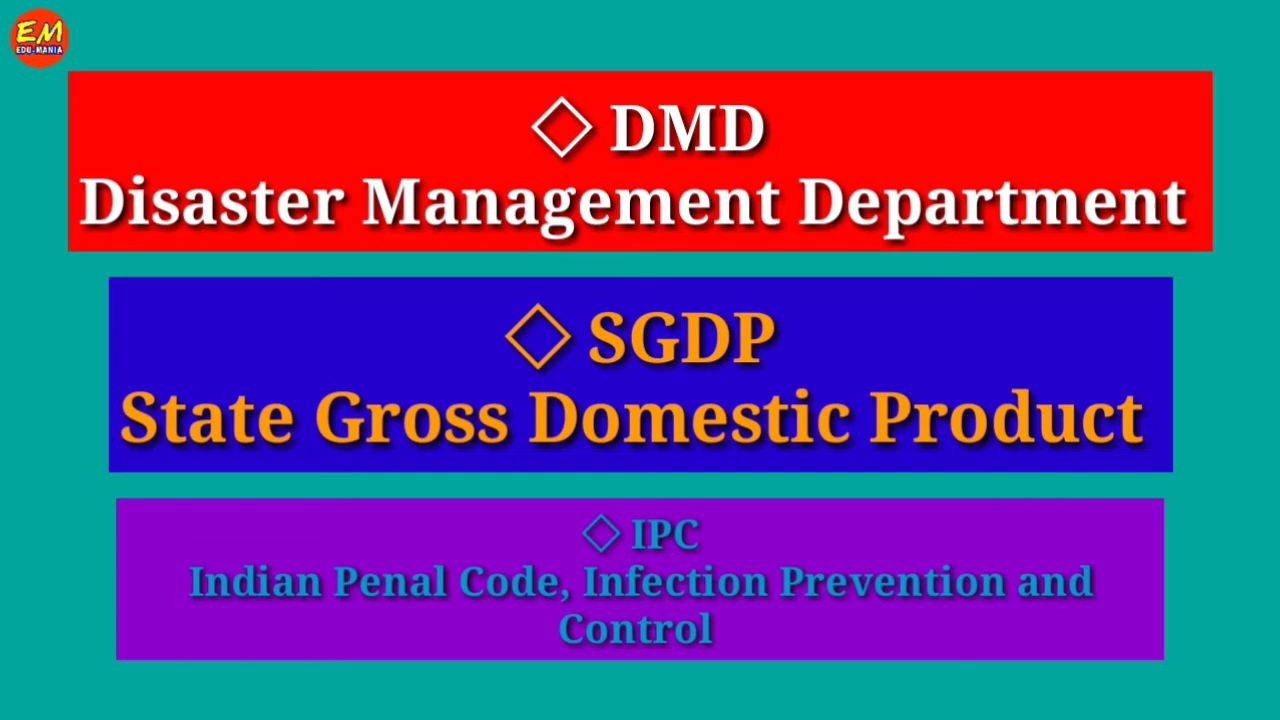 EM
EDU-MANIA
◇ DMD
Disaster Management Department
◇ SGDP
State Gross Domestic Product
◇ IPC
Indian Penal Code, Infection Prevention and
Control